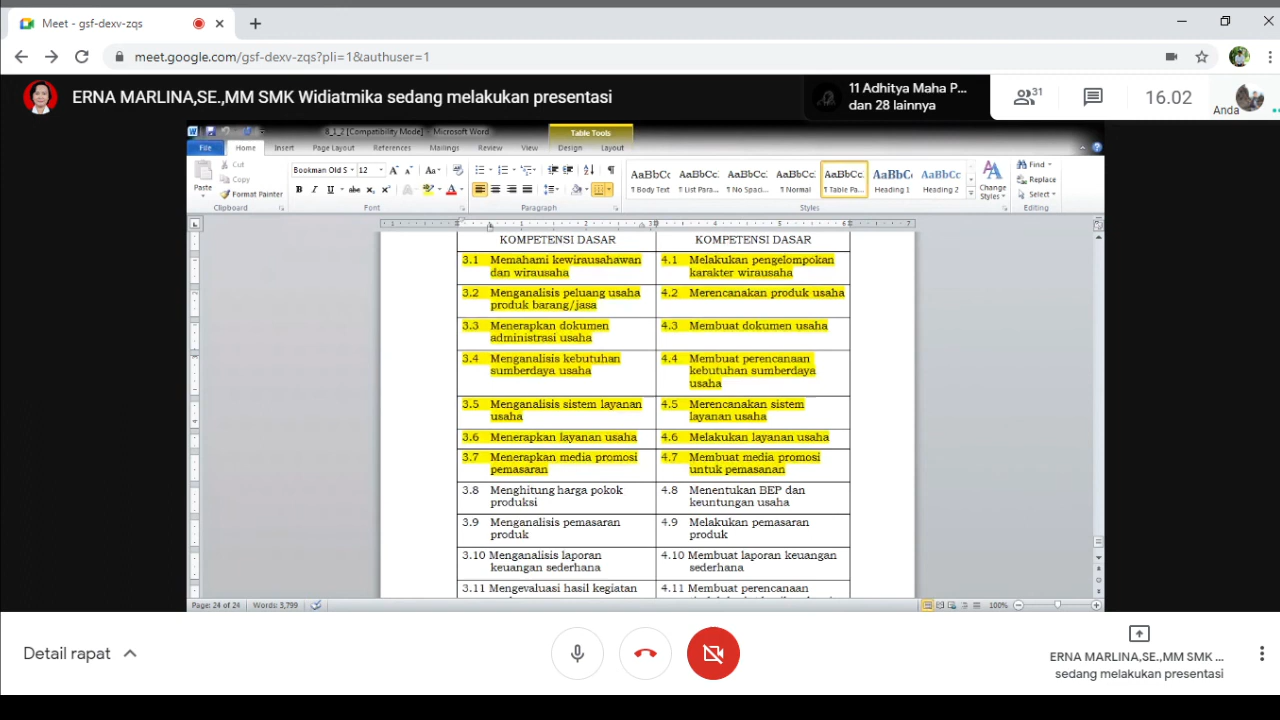 Meet - gsf-dexv-zqs
meet.google.com/gsf-dexv-zqs?pli=1&authuser=1
ERNA MARLINA,SE.,MM SMK Widiatmika sedang melakukan presentasi
11 Adhitya Maha P...
dan 28 lainnya
31
16.02
Anda
8_1_2 [Compatibility Mode] - Microsoft Word
Table Tools
File Home Insert Page Layout References Mailings Review View Design Layout
Cut
Copy
Format Painter
Paste
Clipboard
Bookman Old S 12
Font
Paragraph
AaBbCc AaBbCc. AaBbCc. AaBbCc. AaBbCc. AaBbC AaBbCc
¶ Body Text ¶ List Para... ¶ No Spaci... ¶ Normal ¶ Table Pa... Heading 1 Heading 2
Change
Styles
Styles
Find
Replace
Select
Editing
KOMPETENSI DASAR KOMPETENSI DASAR
3.1 Memahami kewirausahawan
dan wirausaha
4.1 Melakukan pengelompokan
karakter wirausaha
3.2 Menganalisis peluang usaha
produk barang/jasa
4.2 Merencanakan produk usaha
3.3 Menerapkan dokumen
administrasi usaha
4.3 Membuat dokumen usaha
3.4 Menganalisis kebutuhan
sumberdaya usaha
4.4 Membuat perencanaan
kebutuhan sumberdaya
usaha
3.5 Menganalisis sistem layanan
usaha
4.5 Merencanakan sistem
layanan usaha
3.6 Menerapkan layanan usaha
4.6 Melakukan layanan usaha
3.7 Menerapkan media promosi
pemasaran
4.7 Membuat media promosi
untuk pemasanan
3.8 Menghitung harga pokok
produksi
4.8 Menentukan BEP dan
keuntungan usaha
3.9 Menganalisis pemasaran
produk
4.9 Melakukan pemasaran
produk
3.10 Menganalisis laporan
keuangan sederhana
4.10 Membuat laporan keuangan
sederhana
3.11 Mengevaluasi hasil kegiatan
4.11 Membuat perencanaan
Page: 24 of 24 Words: 3,799 100%
Detail rapat
ERNA MARLINA,SE.,MM SMK ...
sedang melakukan presentasi